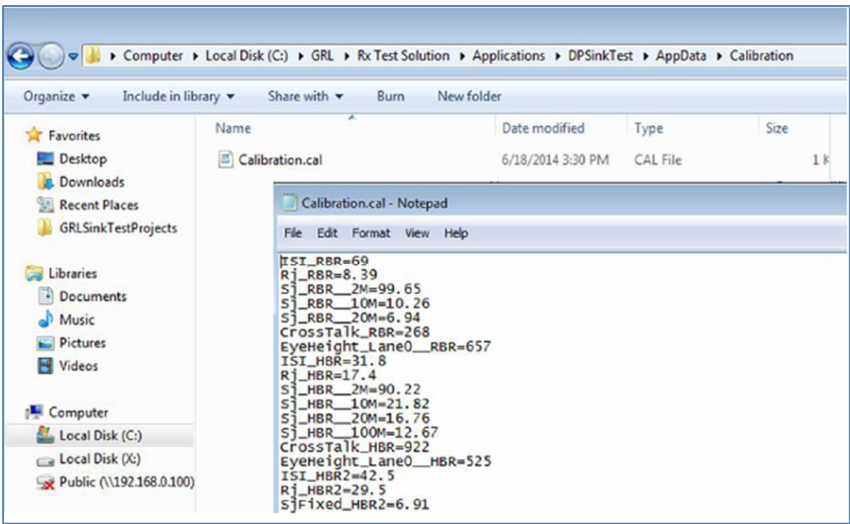 Computer ▸ Local Disk (C:) ▸ GRL ▸ Rx Test Solution ▸ Applications ▸ DPSinkTest ▸ AppData ▸ Calibration
Organize ▾ Include in library ▾ Share with ▾ Burn New folder
Favorites
Desktop
Downloads
Recent Places
GRLSinkTestProjects
Libraries
Documents
Music
Pictures
Videos
Computer
Local Disk (C:)
Local Disk (X:)
Public (\\192.168.0.100)
Name Date modified Type Size
Calibration.cal 6/18/2014 3:30 PM CAL File 1 K
Calibration.cal - Notepad
File Edit Format View Help
ISI_RBR=69
Rj_RBR=8.39
Sj_RBR__2M=99.65
Sj_RBR__10M=10.26
Sj_RBR__20M=6.94
CrossTalk_RBR=268
EyeHeight_Lane0__RBR=657
ISI_HBR=31.8
Rj_HBR=17.4
Sj_HBR__2M=90.22
Sj_HBR__10M=21.82
Sj_HBR__20M=16.76
Sj_HBR__100M=12.67
CrossTalk_HBR=922
EyeHeight_Lane0__HBR=525
ISI_HBR2=42.5
Rj_HBR2=29.5
SjFixed_HBR2=6.91